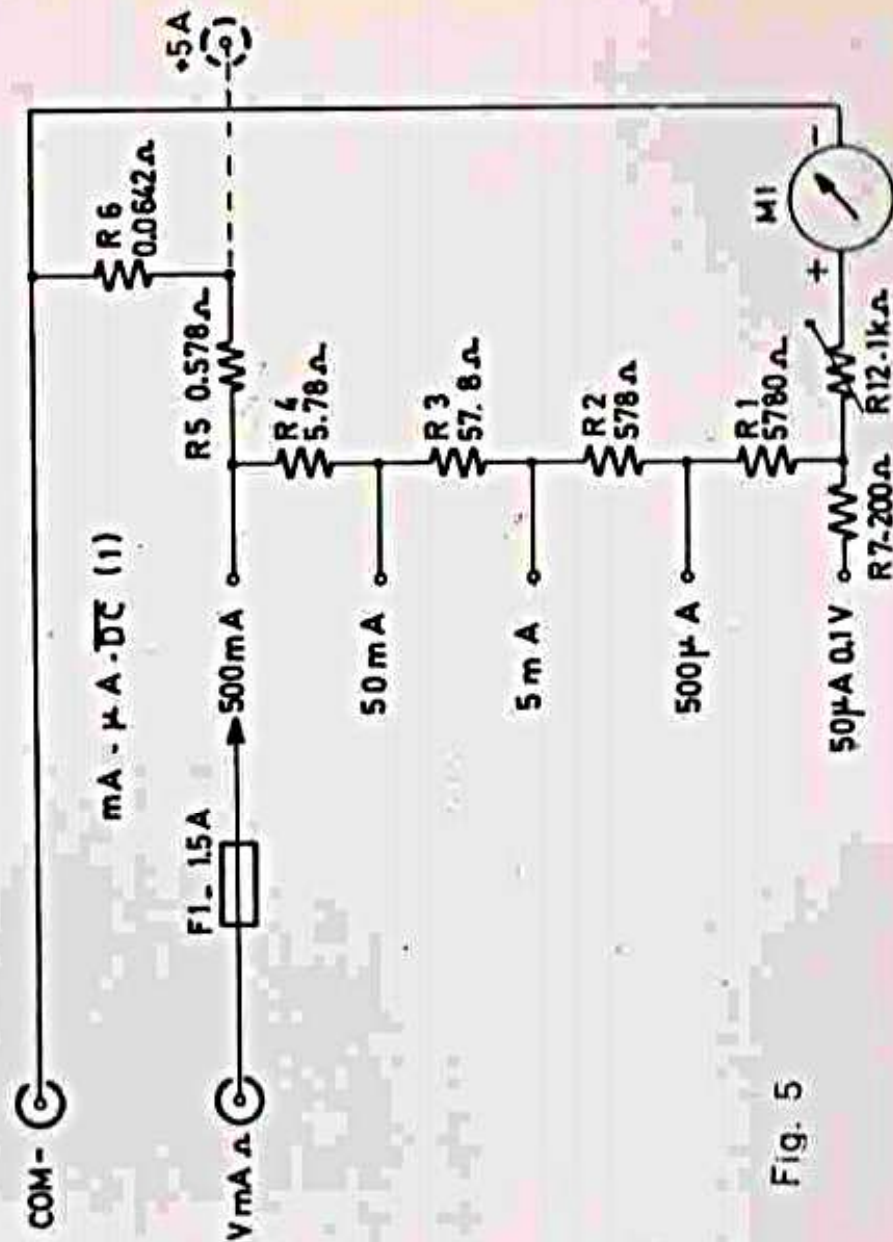 COM-
+5A
R6
0.0642Ω
mA - μA - DC (1)
R5 0.578Ω
VmAΩ
F1_ 1.5A
500mA
R4
5.78Ω
50mA
R3
57.8Ω
5mA
R2
578Ω
500μA
R1
5780Ω
M1
+
-
50μA 0.1V
R7-200Ω
R12.1kΩ
Fig. 5